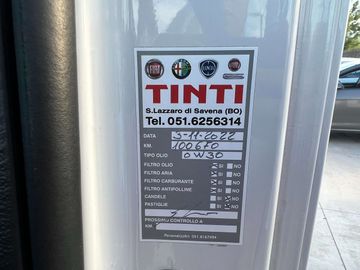 TINTI
S.Lazzaro di Savena (BO)
Tel. 051.6256314
DATA 3-11-2022
KM. 100670
TIPO OLIO 0W30
FILTRO OLIO SI NO
FILTRO ARIA SI NO
FILTRO CARBURANTE SI NO
FILTRO ANTIPOLLINE SI NO
CANDELE SI NO
PASTIGLIE SI NO
PROSSIMO CONTROLLO A
KM